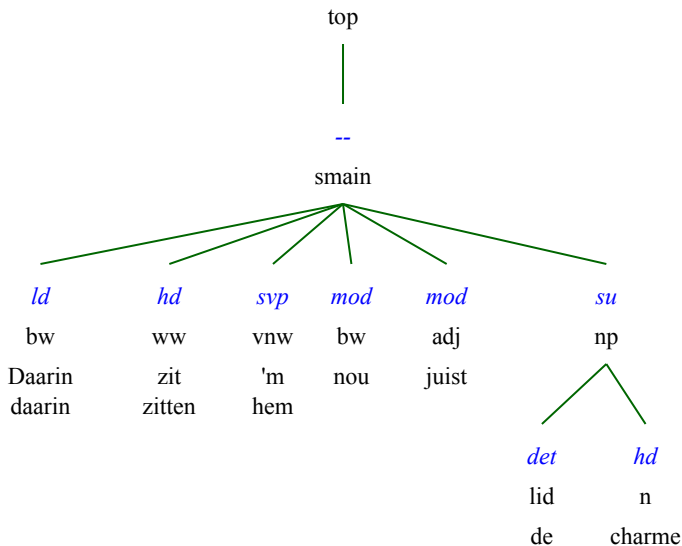 top
--
smain
ld hd svp mod mod su
bw ww vnw bw adj np
Daarin zit 'm nou juist
daarin zitten hem
det hd
lid n
de charme